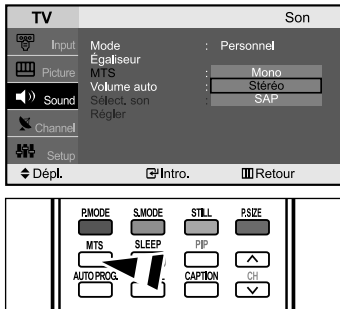 TV Son
Input
Mode : Personnel
Égaliseur
Picture
MTS : Mono
Volume auto : Stéréo
Sound
Sélect. son SAP
Régler
Channel
Setup
Dépl. Intro. Retour
P.MODE S.MODE STILL P.SIZE
MTS SLEEP PIP
AUTO PROG. CAPTION CH